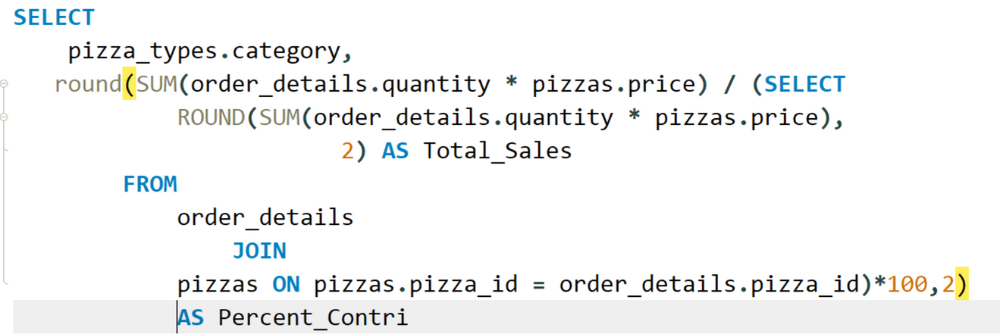 SELECT
pizza_types.category,
round(SUM(order_details.quantity * pizzas.price) / (SELECT
ROUND(SUM(order_details.quantity * pizzas.price),
2) AS Total_Sales
FROM
order_details
JOIN
pizzas ON pizzas.pizza_id = order_details.pizza_id)*100,2)
AS Percent_Contri